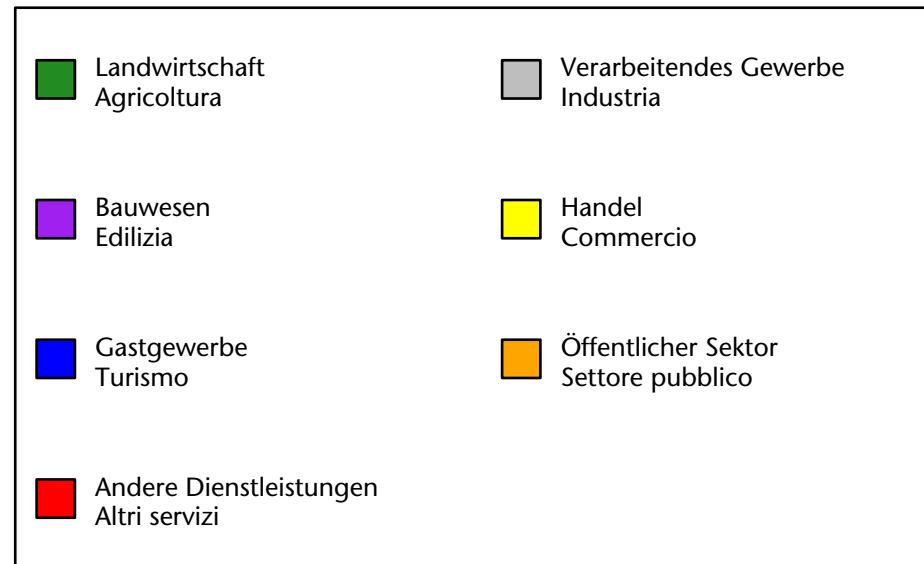 Landwirtschaft
Agricoltura
Verarbeitendes Gewerbe
Industria
Bauwesen
Edilizia
Handel
Commercio
Gastgewerbe
Turismo
Öffentlicher Sektor
Settore pubblico
Andere Dienstleistungen
Altri servizi